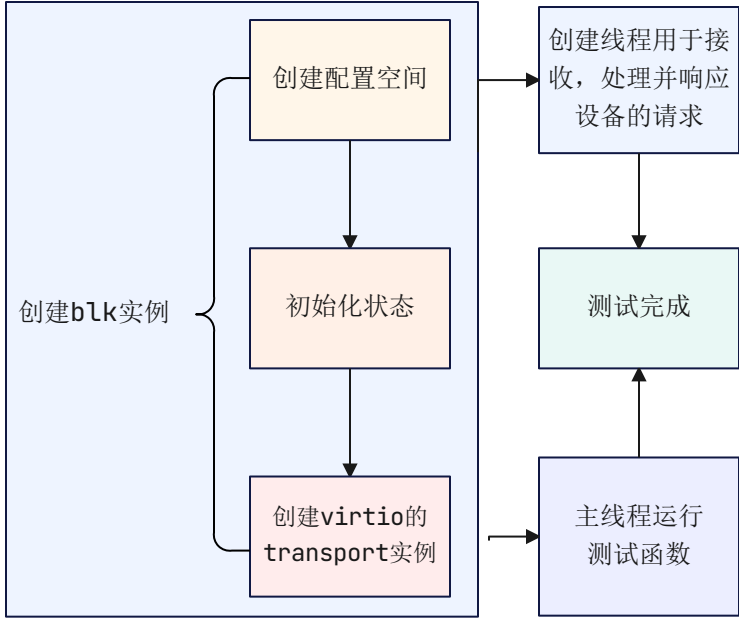 创建blk实例
创建配置空间
初始化状态
创建virtio的
transport实例
创建线程用于接
收，处理并响应
设备的请求
测试完成
主线程运行
测试函数